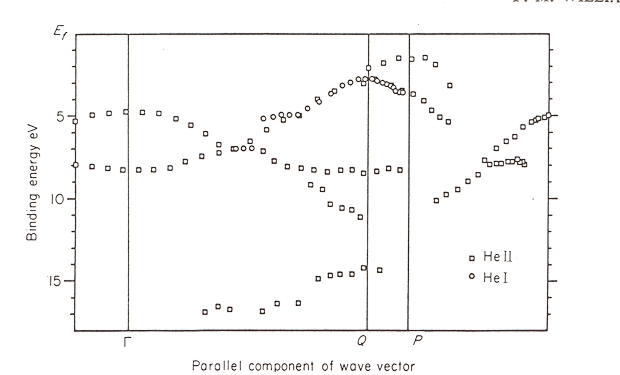 E_f
5
10
15
Binding energy eV
He II
He I
Γ
Q
P
Parallel component of wave vector